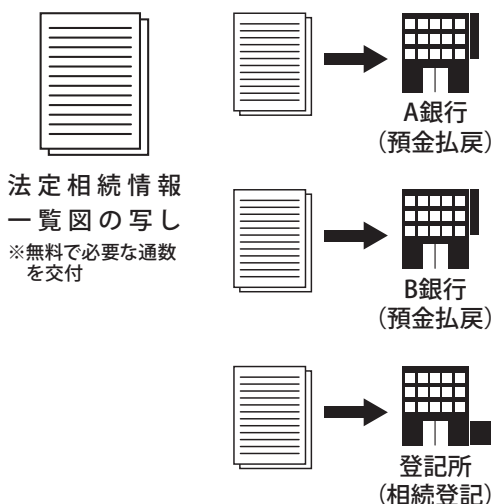 法定相続情報
一覧図の写し
※無料で必要な通数
を交付
A銀行
（預金払戻）
B銀行
（預金払戻）
登記所
（相続登記）